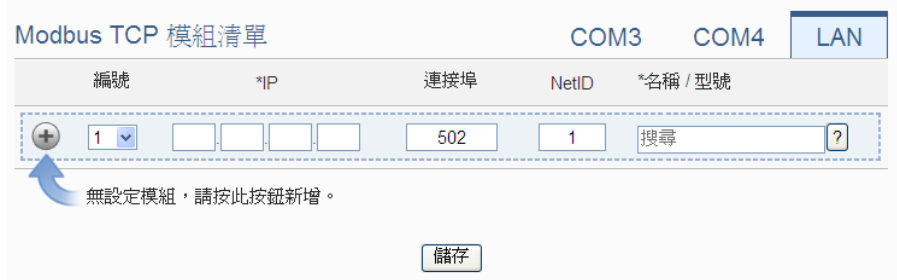 Modbus TCP 模組清單 COM3 COM4 LAN
編號 *IP 連接埠 NetID *名稱 / 型號
1 . . . 502 1 搜尋 ?
無設定模組，請按此按鈕新增。
儲存